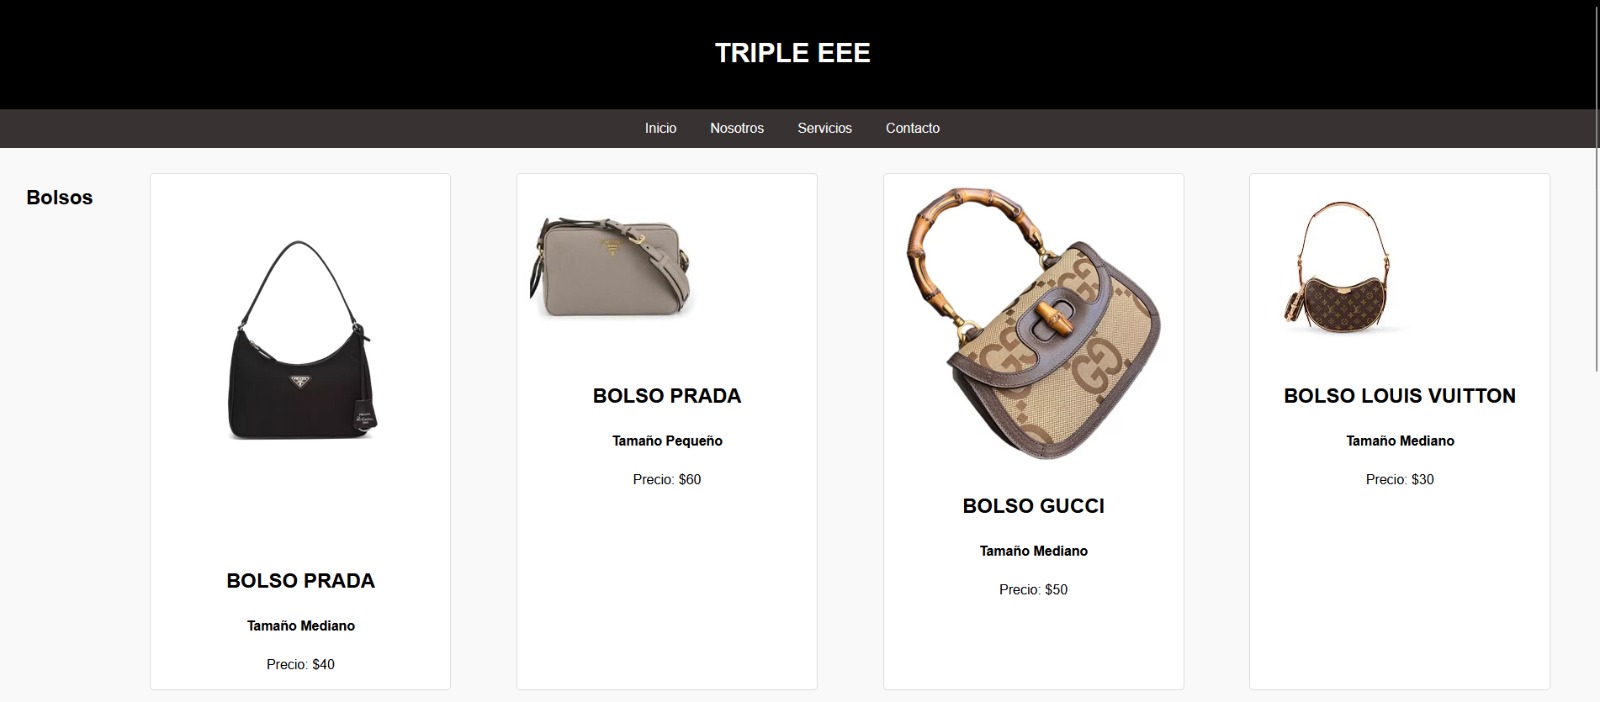 TRIPLE EEE
Inicio
Nosotros
Servicios
Contacto
Bolsos
BOLSO PRADA
Tamaño Mediano
Precio: $40
BOLSO PRADA
Tamaño Pequeño
Precio: $60
BOLSO GUCCI
Tamaño Mediano
Precio: $50
BOLSO LOUIS VUITTON
Tamaño Mediano
Precio: $30